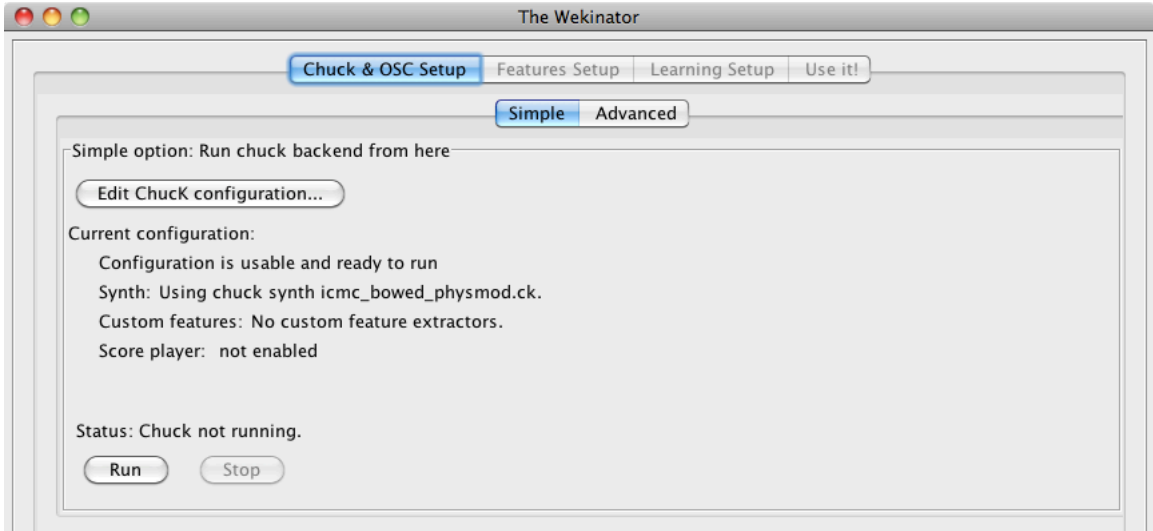 The Wekinator
Chuck & OSC Setup Features Setup Learning Setup Use it!
Simple Advanced
Simple option: Run chuck backend from here
Edit ChucK configuration...
Current configuration:
Configuration is usable and ready to run
Synth: Using chuck synth icmc_bowed_physmod.ck.
Custom features: No custom feature extractors.
Score player: not enabled
Status: Chuck not running.
Run Stop